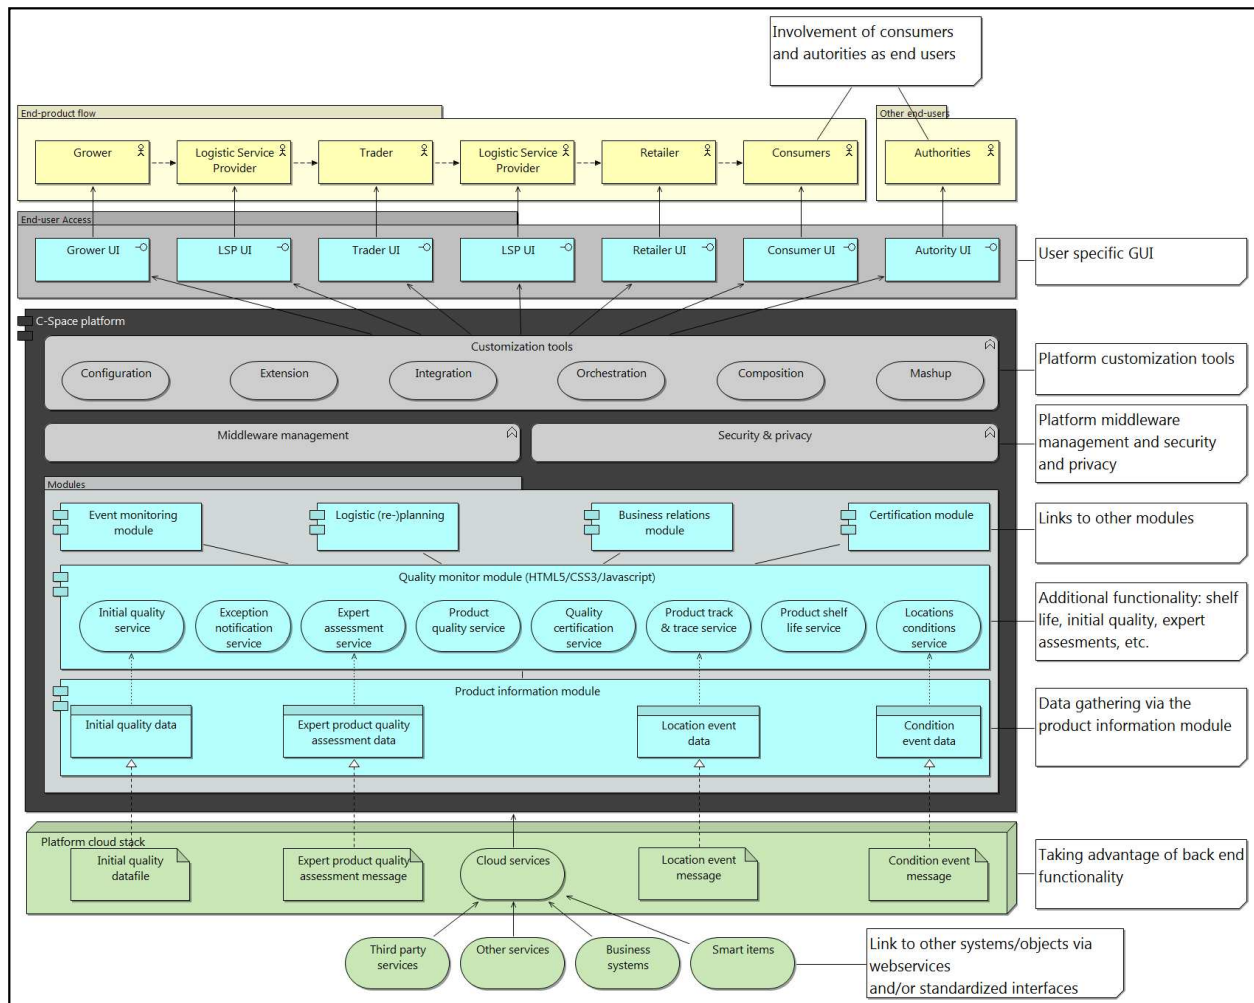 Involvement of consumers
and autorities as end users
End-product flow
Other end-users
Grower
Logistic Service
Provider
Trader
Logistic Service
Provider
Retailer
Consumers
Authorities
End-user Access
Grower UI
LSP UI
Trader UI
LSP UI
Retailer UI
Consumer UI
Autority UI
User specific GUI
C-Space platform
Customization tools
Configuration
Extension
Integration
Orchestration
Composition
Mashup
Platform customization tools
Middleware management
Security & privacy
Platform middleware
management and security
and privacy
Modules
Event monitoring
module
Logistic (re-)planning
Business relations
module
Certification module
Links to other modules
Quality monitor module (HTML5/CSS3/Javascript)
Initial quality
service
Exception
notification
service
Expert
assessment
service
Product
quality service
Quality
certification
service
Product track
& trace service
Product shelf
life service
Locations
conditions
service
Additional functionality: shelf
life, initial quality, expert
assesments, etc.
Product information module
Initial quality data
Expert product quality
assessment data
Location event
data
Condition
event data
Data gathering via the
product information module
Platform cloud stack
Initial quality
datafile
Expert product quality
assessment message
Cloud services
Location event
message
Condition event
message
Taking advantage of back end
functionality
Third party
services
Other services
Business
systems
Smart items
Link to other systems/objects via
webservices
and/or standardized interfaces